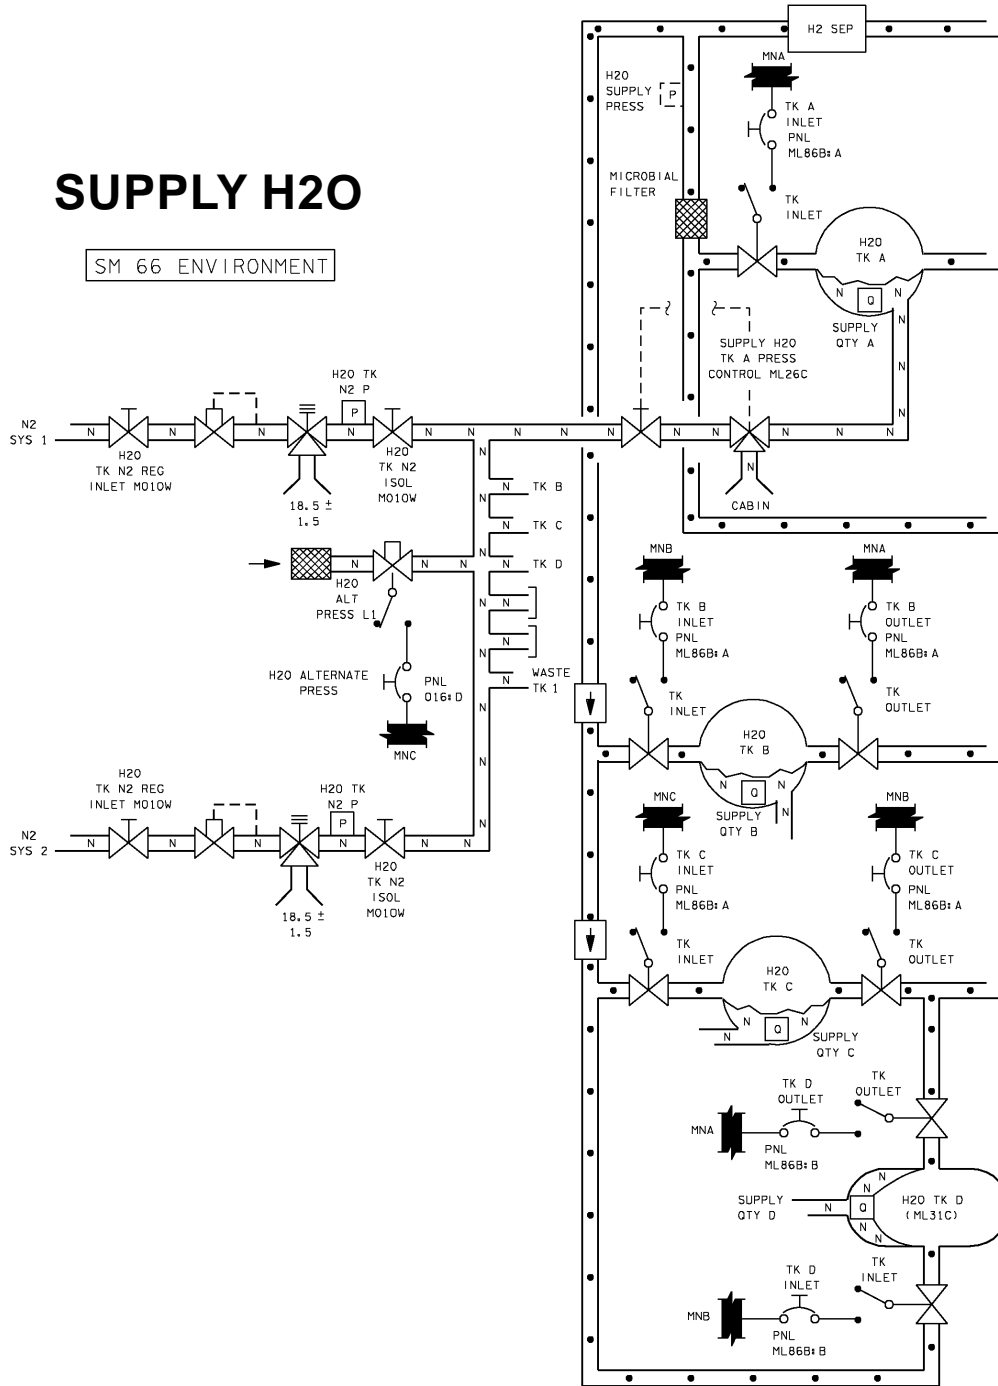 SUPPLY H2O
SM 66 ENVIRONMENT
H2 SEP
H2O
SUPPLY
PRESS
P
MNA
TK A
INLET
PNL
ML86B:A
MICROBIAL
FILTER
TK
INLET
H2O
TK A
N
Q
N
N
SUPPLY
QTY A
N
N
SUPPLY H2O
TK A PRESS
CONTROL ML26C
N2
SYS 1
N
N
N
H2O TK
N2 P
P
N
N
N
N
N
N
N
N
N
N
N
N
N
CABIN
H2O
TK N2 REG
INLET MO10W
18.5 ±
1.5
H2O
TK N2
ISOL
MO10W
N
N
N
TK B
TK C
TK D
N
N
N
N
N
N
N
N
N
N
H2O
ALT
PRESS L1
H2O ALTERNATE
PRESS
PNL
O16:D
MNC
WASTE
TK 1
N
N
N
N
MNB
TK B
INLET
PNL
ML86B:A
MNA
TK B
OUTLET
PNL
ML86B:A
TK
INLET
TK
OUTLET
H2O
TK B
N
Q
N
N
N
SUPPLY
QTY B
H2O
TK N2 REG
INLET MO10W
N2
SYS 2
N
N
N
H2O TK
N2 P
P
N
N
N
18.5 ±
1.5
H2O
TK N2
ISOL
MO10W
MNC
TK C
INLET
PNL
ML86B:A
MNB
TK C
OUTLET
PNL
ML86B:A
TK
INLET
TK
OUTLET
H2O
TK C
N
N
Q
N
N
SUPPLY
QTY C
TK
OUTLET
TK D
OUTLET
MNA
PNL
ML86B:B
SUPPLY
QTY D
N
N
N
Q
N
N
N
H2O TK D
(ML31C)
TK
INLET
TK D
INLET
MNB
PNL
ML86B:B